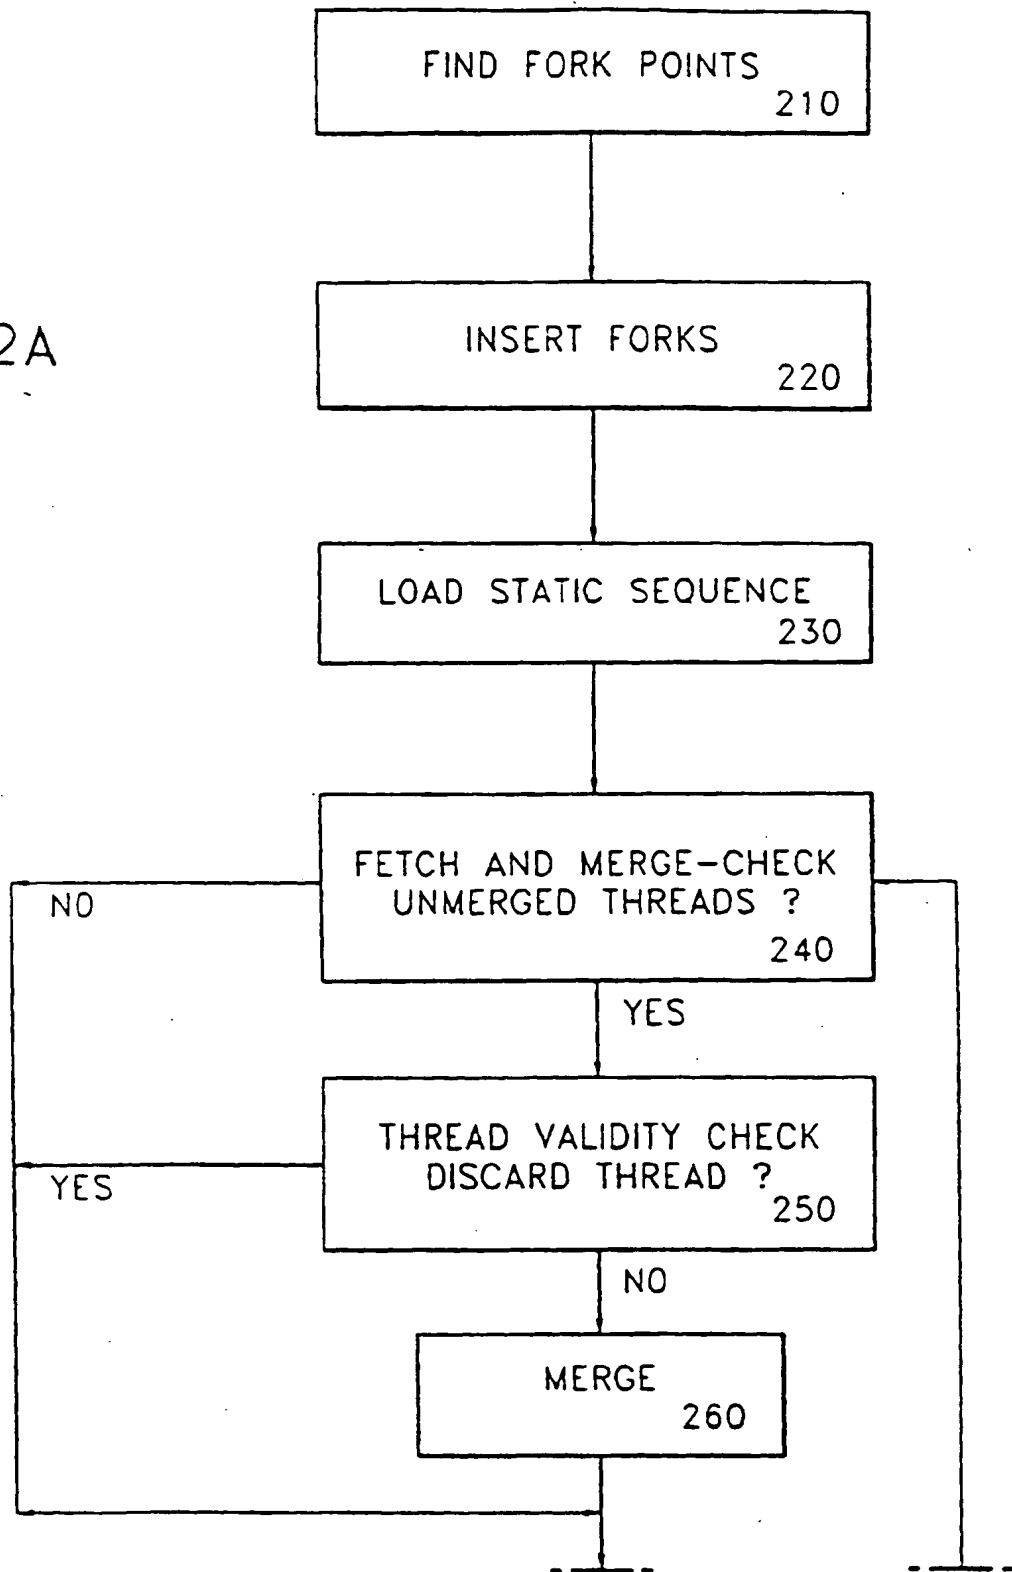 FIND FORK POINTS
210
INSERT FORKS
220
2A
LOAD STATIC SEQUENCE
230
FETCH AND MERGE-CHECK
UNMERGED THREADS ?
240
NO
YES
THREAD VALIDITY CHECK
DISCARD THREAD ?
250
YES
NO
MERGE
260